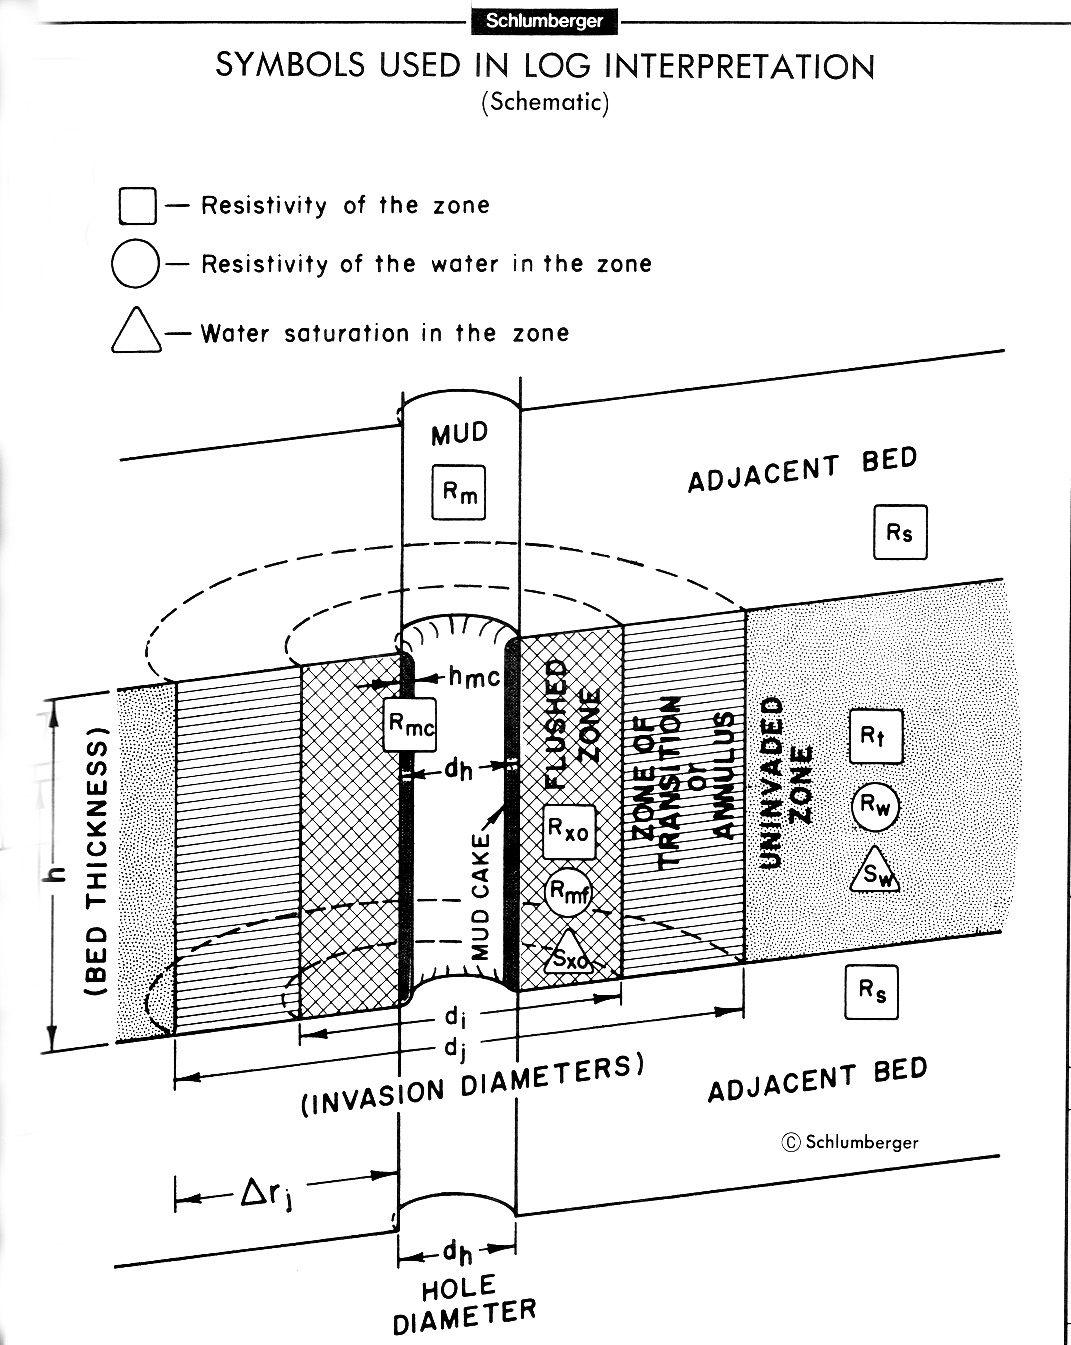 Schlumberger
SYMBOLS USED IN LOG INTERPRETATION
(Schematic)
— Resistivity of the zone
— Resistivity of the water in the zone
— Water saturation in the zone
MUD
Rm
ADJACENT BED
Rs
hmc
Rmc
dh
MUD CAKE
FLUSHED
ZONE
Rxo
Rmf
Sxo
ZONE OF
TRANSITION
or
ANNULUS
UNINVADED
ZONE
Rt
Rw
Sw
h
(BED THICKNESS)
Rs
di
dj
(INVASION DIAMETERS)
ADJACENT BED
© Schlumberger
Δrj
dh
HOLE
DIAMETER